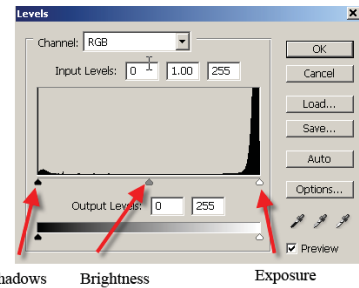 Levels
Channel: RGB
Input Levels: 0 1.00 255
Output Levels: 0 255
OK
Cancel
Load...
Save...
Auto
Options...
Preview
hadows Brightness Exposure